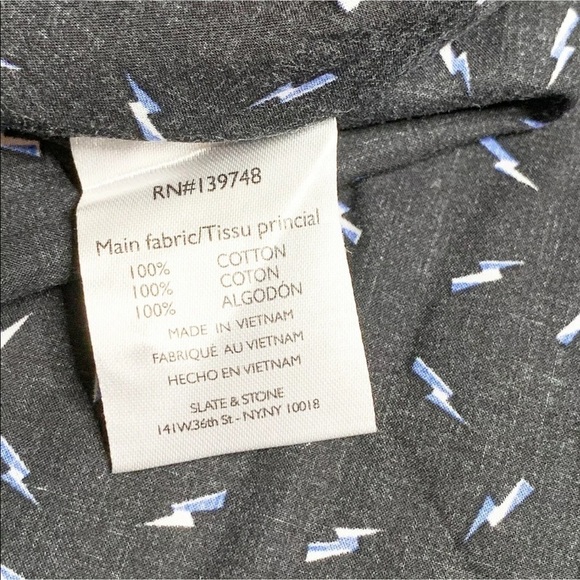 RN#139748
Main fabric/Tissu princial
100% COTTON
100% COTON
100% ALGODÓN
MADE IN VIETNAM
FABRIQUÉ AU VIETNAM
HECHO EN VIETNAM
SLATE & STONE
141W.36th St - NY.NY 10018